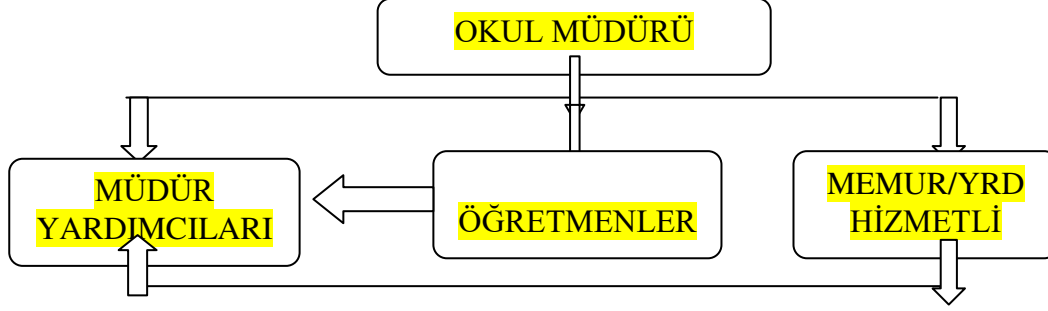 OKUL MÜDÜRÜ
MÜDÜR
YARDIMCILARI
ÖĞRETMENLER
MEMUR/YRD
HİZMETLİ